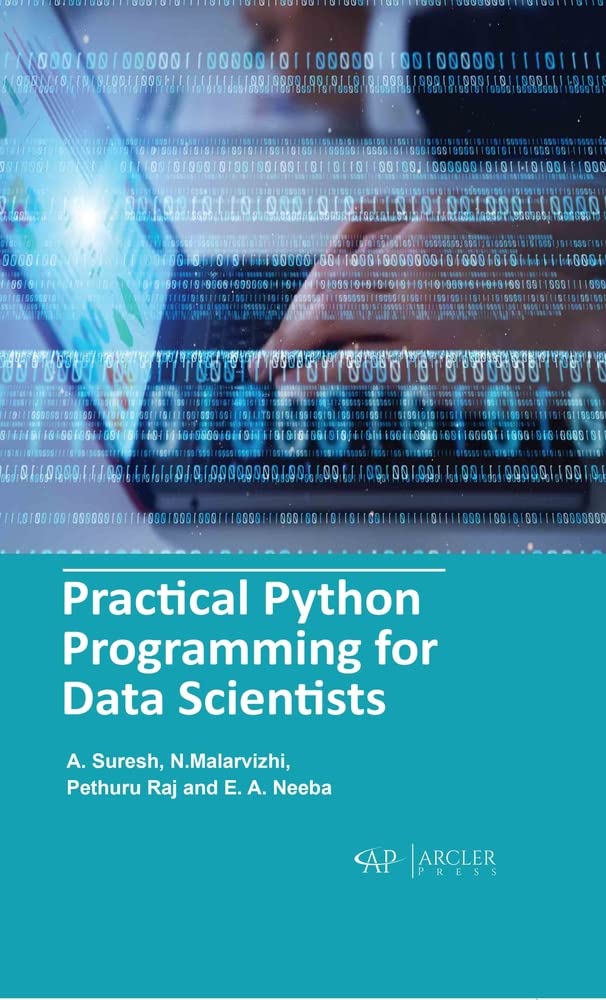 Practical Python
Programming for
Data Scientists
A. Suresh, N.Malarvizhi,
Pethuru Raj and E. A. Neeba
AP ARCLER
PRESS